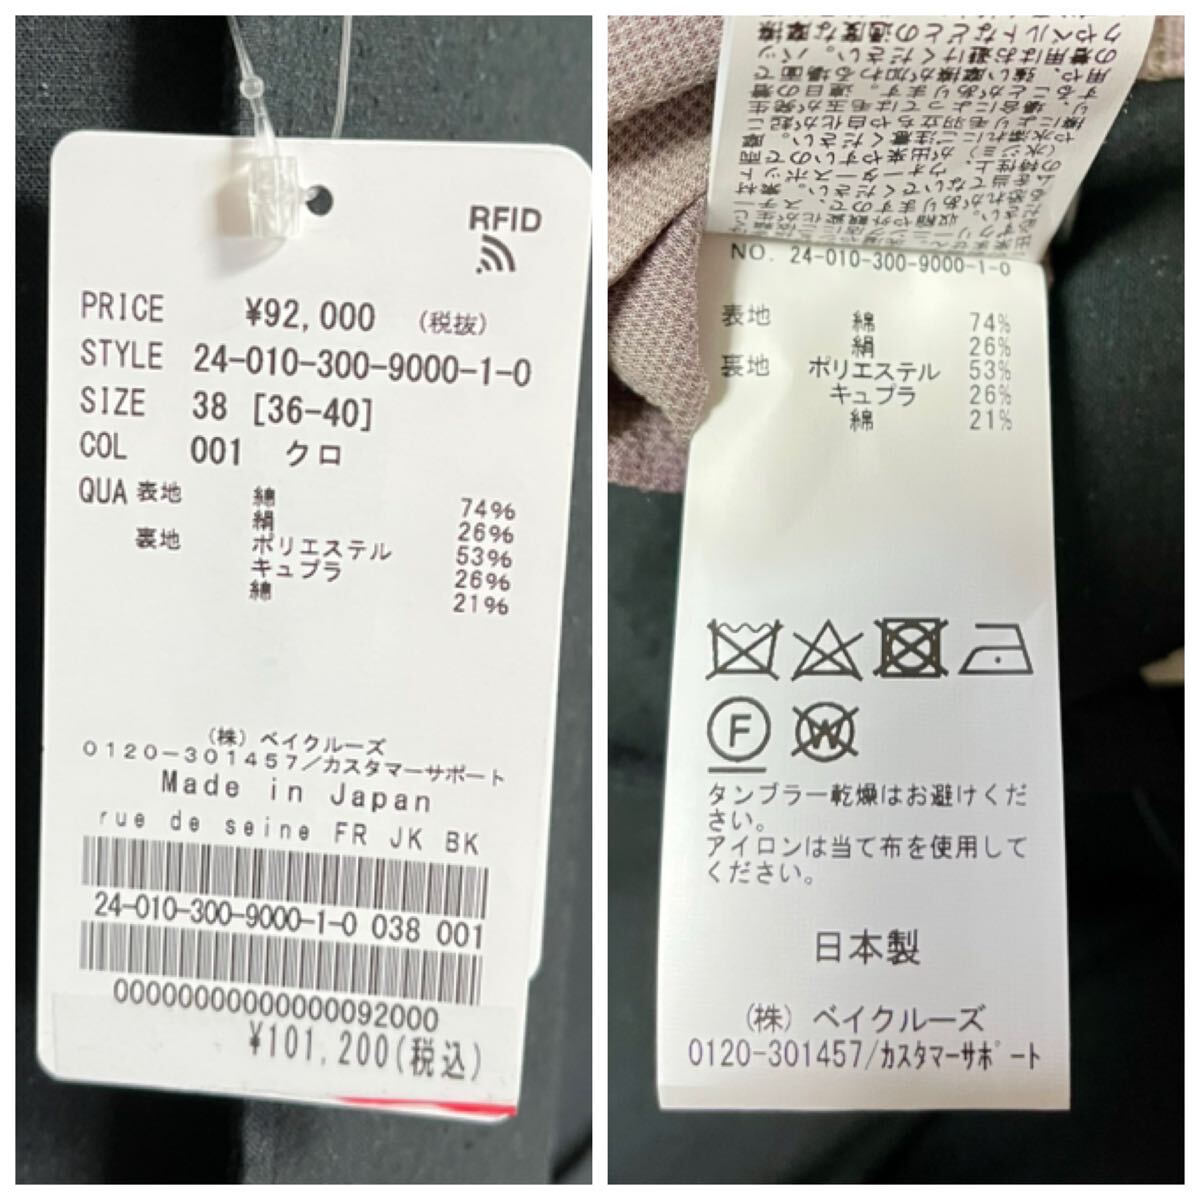 RFID
PRICE ¥92,000 (税抜)
STYLE 24-010-300-9000-1-0
SIZE 38 [36-40]
COL 001 クロ
QUA 表地 綿 74%
絹 26%
裏地 ポリエステル 53%
キュプラ 26%
綿 21%
(株) ベイクルーズ
0120-301457/カスタマーサポート
Made in Japan
rue de seine FR JK BK
24-010-300-9000-1-0 038 001
0000000000000000092000
¥101,200(税込)
NO. 24-010-300-9000-1-0
表地 綿 74%
絹 26%
裏地 ポリエステル 53%
キュプラ 26%
綿 21%
F
W
タンブラー乾燥はお避けくだ
さい。
アイロンは当て布を使用して
ください。
日本製
(株) ベイクルーズ
0120-301457/カスタマーサポート